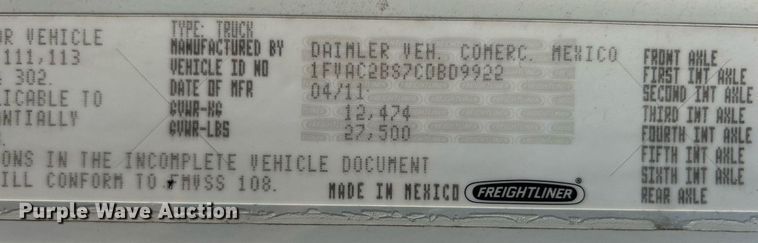 OR VEHICLE
111,113
302.
LICABLE TO
ANTIALLY
TYPE: TRUCK
MANUFACTURED BY DAIMLER VEH. COMERC. MEXICO
VEHICLE ID NO 1FVAC2BS7CDBD9922
DATE OF MFR 04/11
GVWR-KG 12,474
GVWR-LBS 27,500
FRONT AXLE
FIRST INT AXLE
SECOND INT AXLE
THIRD INT AXLE
FOURTH INT AXLE
FIFTH INT AXLE
SIXTH INT AXLE
REAR AXLE
ONS IN THE INCOMPLETE VEHICLE DOCUMENT
ILL CONFORM TO FMVSS 108.
MADE IN MEXICO FREIGHTLINER®
Purple Wave Auction